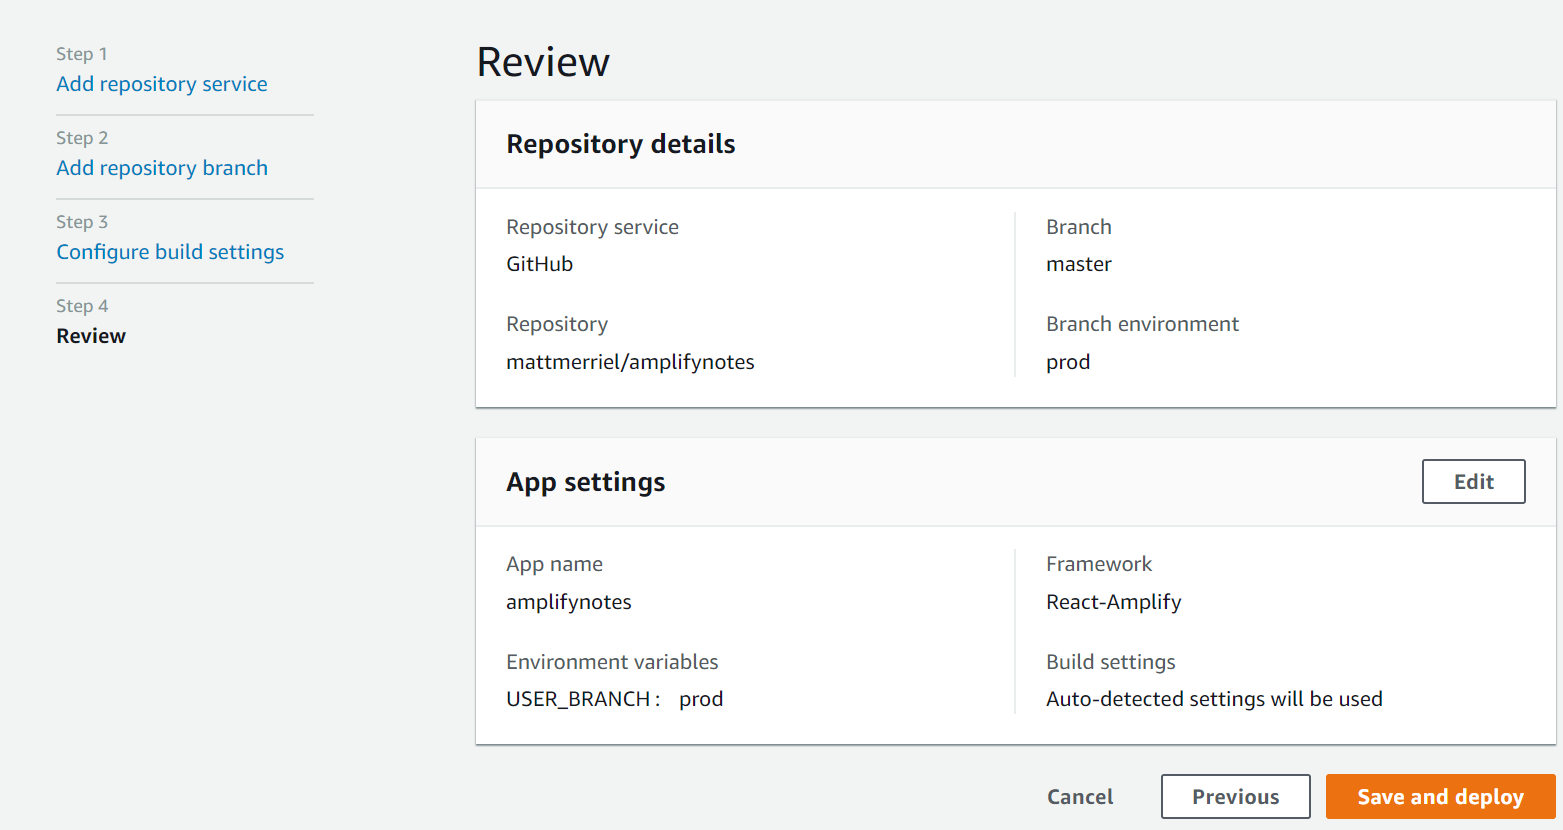 Step 1
Add repository service
Step 2
Add repository branch
Step 3
Configure build settings
Step 4
Review
Review
Repository details
Repository service
GitHub
Branch
master
Repository
mattmerriel/amplifynotes
Branch environment
prod
App settings
Edit
App name
amplifynotes
Framework
React-Amplify
Environment variables
USER_BRANCH : prod
Build settings
Auto-detected settings will be used
Cancel
Previous
Save and deploy